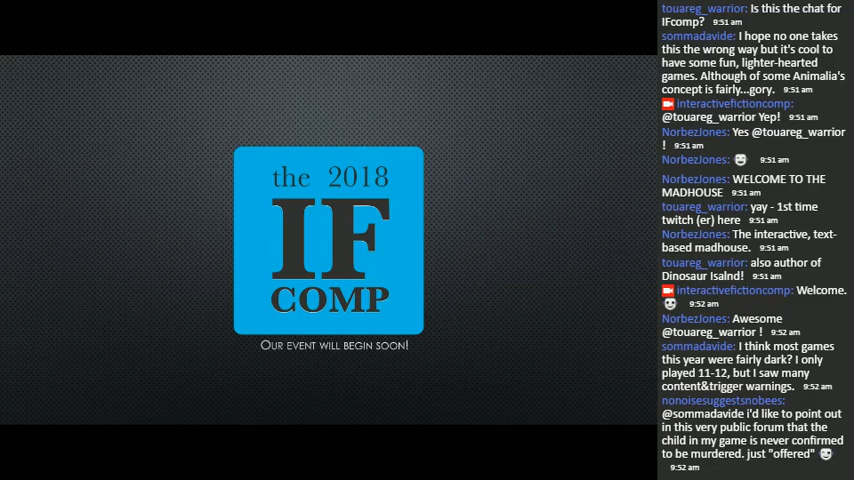 the 2018
IF
COMP
OUR EVENT WILL BEGIN SOON!
touareg_warrior: Is this the chat for
IFcomp? 9:51 am
sommadavide: I hope no one takes
this the wrong way but it's cool to
have some fun, lighter-hearted
games. Although of some Animalia's
concept is fairly...gory. 9:51 am
interactivefictioncomp:
@touareg_warrior Yep! 9:51 am
NorbezJones: Yes @touareg_warrior
! 9:51 am
NorbezJones: 9:51 am
NorbezJones: WELCOME TO THE
MADHOUSE 9:51 am
touareg_warrior: yay - 1st time
twitch (er) here 9:51 am
NorbezJones: The interactive, text-
based madhouse. 9:51 am
touareg_warrior: also author of
Dinosaur Isalnd! 9:51 am
interactivefictioncomp: Welcome.
9:52 am
NorbezJones: Awesome
@touareg_warrior ! 9:52 am
sommadavide: I think most games
this year were fairly dark? I only
played 11-12, but I saw many
content&trigger warnings. 9:52 am
nonoisesuggestsnobees:
@sommadavide i'd like to point out
in this very public forum that the
child in my game is never confirmed
to be murdered. just "offered"
9:52 am